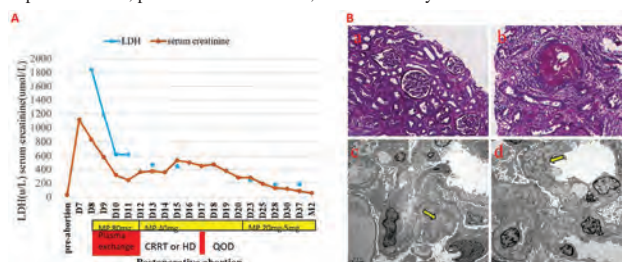 A
B
LDH
serum creatinine
LDH(u/L) serum creatinine(umol/L)
2000
1800
1600
1400
1200
1000
800
600
400
200
0
pre-abortion D7 D8 D9 D10 D11 D12 D13 D14 D15 D16 D17 D18 D19 D20 D23 D25 D28 D30 D37 M2
MP 80mg MP 40mg MP 20mg-5mg
Plasma exchange
CRRT or HD
QOD
Postoperative abortion
a
b
c
d